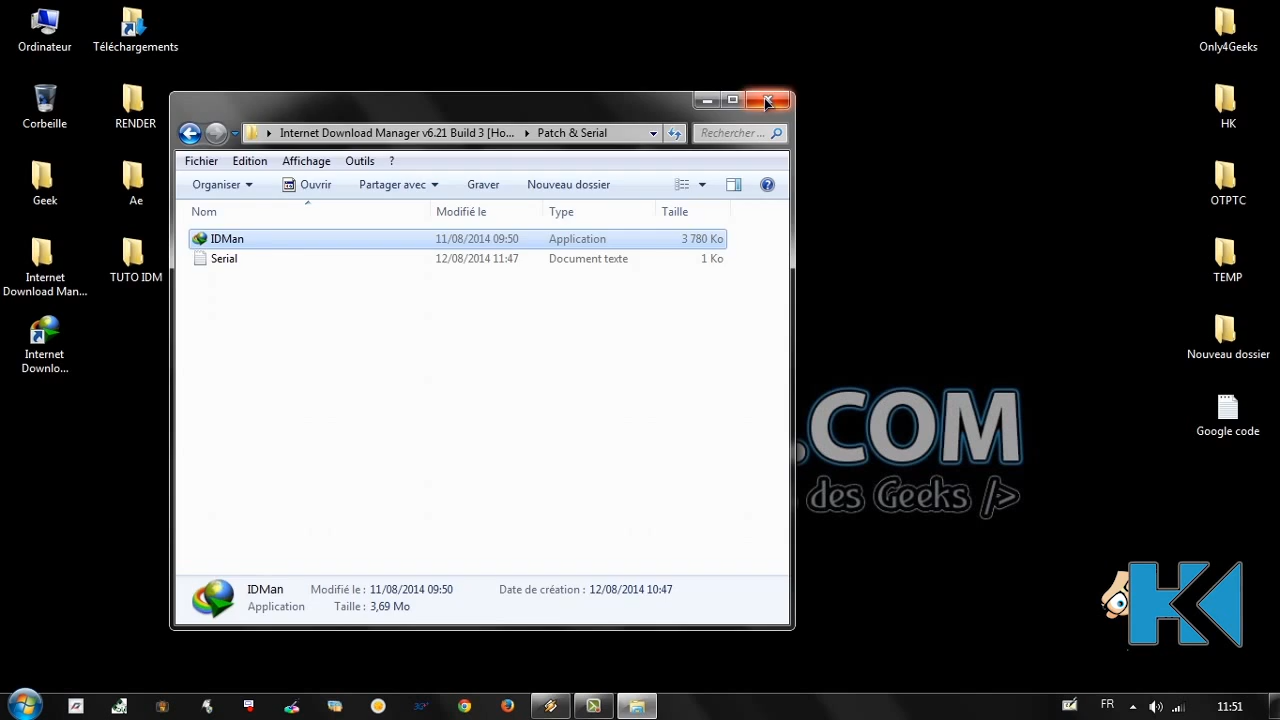 Ordinateur
Téléchargements
Corbeille
RENDER
Geek
Ae
Internet
Download Man...
TUTO IDM
Internet
Downlo...
Internet Download Manager v6.21 Build 3 [Ho...
Patch & Serial
Rechercher ...
Fichier Edition Affichage Outils ?
Organiser Ouvrir Partager avec Graver Nouveau dossier
Nom Modifié le Type Taille
IDMan 11/08/2014 09:50 Application 3 780 Ko
Serial 12/08/2014 11:47 Document texte 1 Ko
IDMan Modifié le : 11/08/2014 09:50 Date de création : 12/08/2014 10:47
Application Taille : 3,69 Mo
Only4Geeks
HK
OTPTC
TEMP
Nouveau dossier
Google code
.COM
des Geeks />
HK
FR
11:51